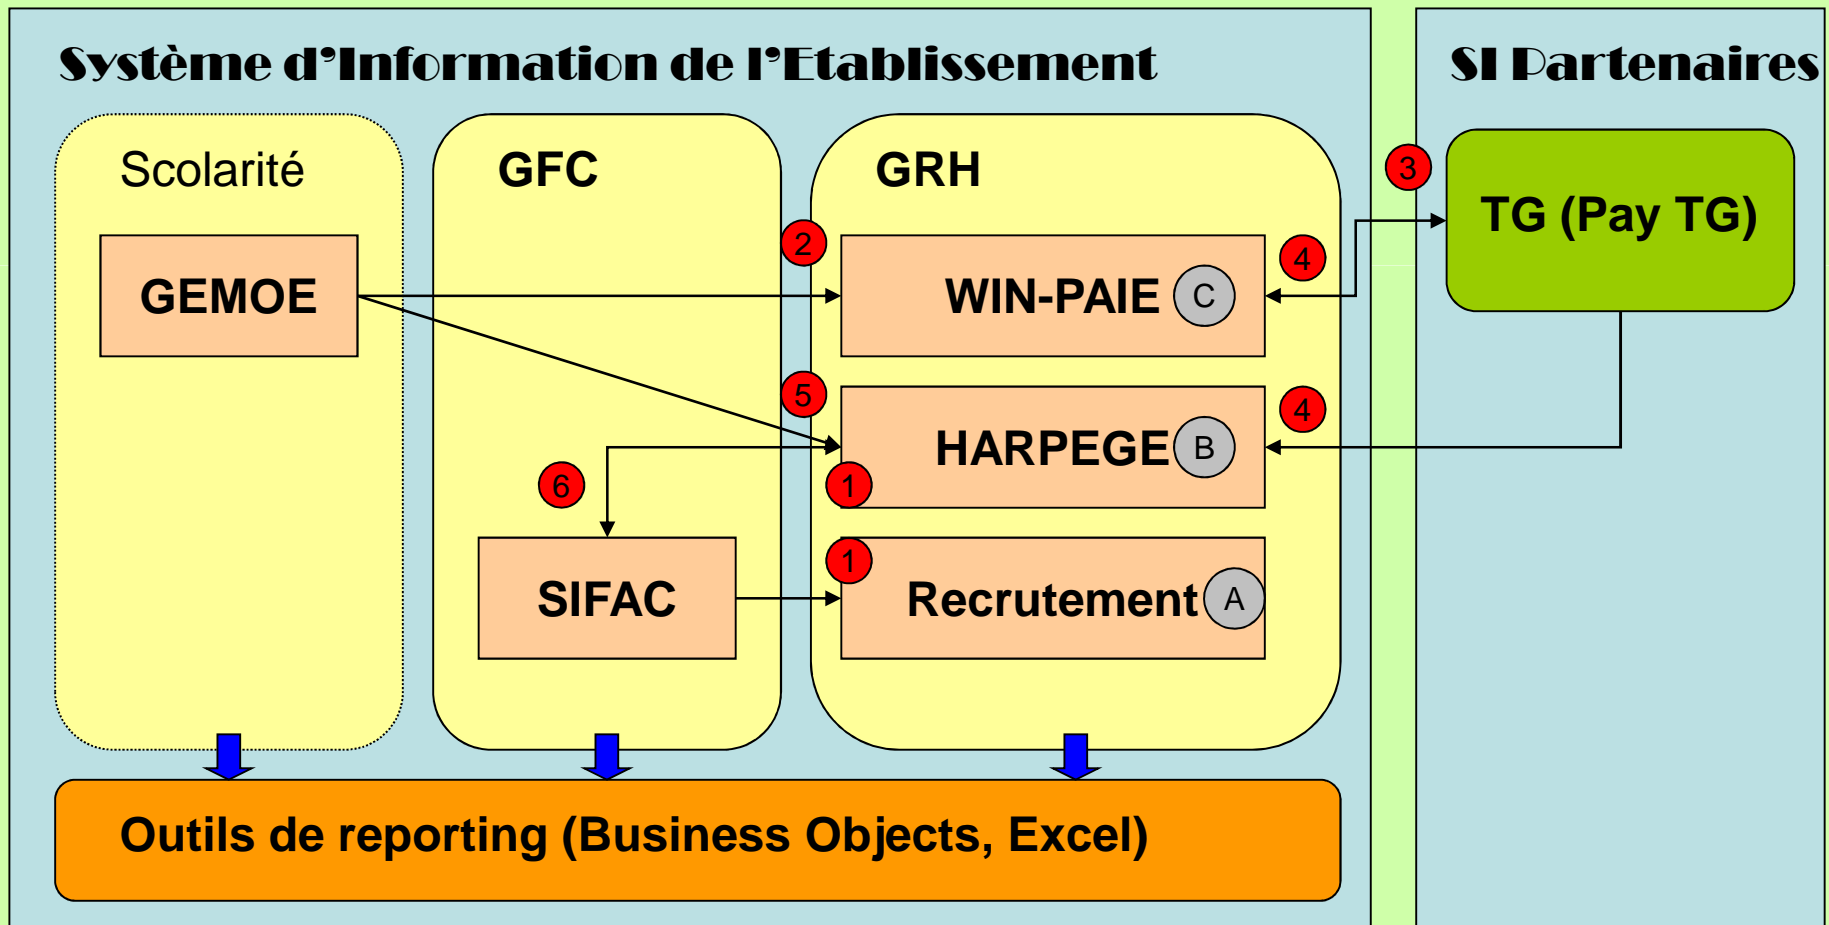 Système d'Information de l'Etablissement
SI Partenaires
Scolarité
GFC
GRH
3
TG (Pay TG)
2
4
GEMOE
WIN-PAIE
C
5
4
HARPEGE
B
6
1
1
SIFAC
Recrutement
A
Outils de reporting (Business Objects, Excel)